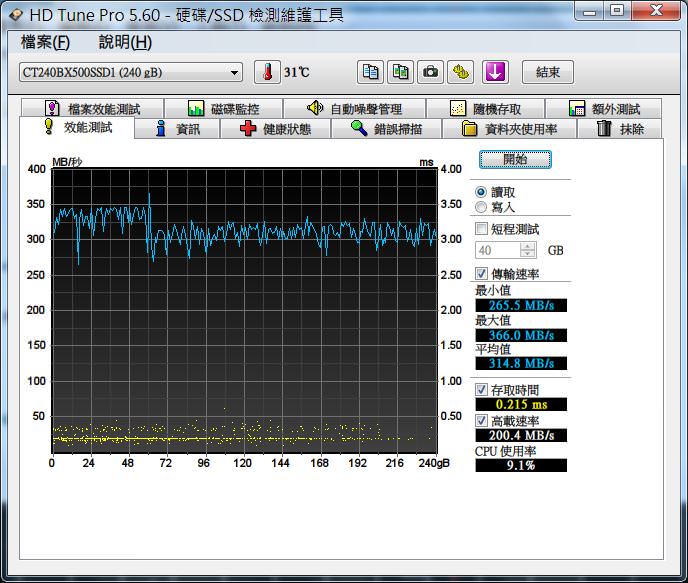 HD Tune Pro 5.60 - 硬碟/SSD 檢測維護工具
檔案(F) 說明(H)
CT240BX500SSD1 (240 gB) 31℃ 結束
檔案效能測試 磁碟監控 自動噪聲管理 隨機存取 額外測試
效能測試 資訊 健康狀態 錯誤掃描 資料夾使用率 抹除
MB/秒 ms
400 4.00
350 3.50
300 3.00
250 2.50
200 2.00
150 1.50
100 1.00
50 0.50
0 24 48 72 96 120 144 168 192 216 240gB
開始
讀取
寫入
短程測試
40 GB
傳輸速率
最小值
265.5 MB/s
最大值
366.0 MB/s
平均值
314.8 MB/s
存取時間
0.215 ms
高載速率
200.4 MB/s
CPU 使用率
9.1%